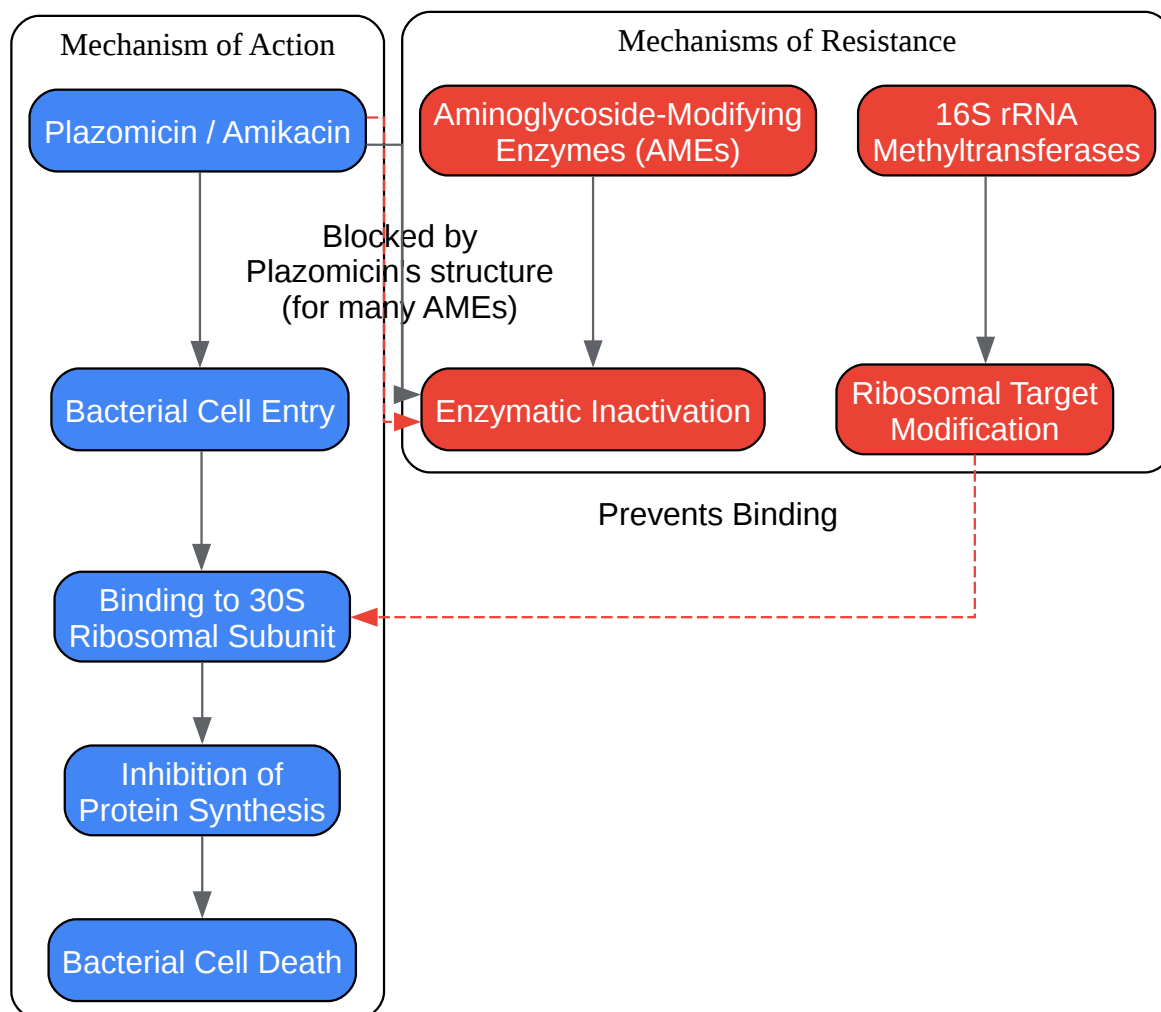 Mechanism of Action
Mechanisms of Resistance
Plazomicin / Amikacin
Aminoglycoside-Modifying
Enzymes (AMEs)
16S rRNA
Methyltransferases
Blocked by
Plazomicin's structure
(for many AMEs)
Bacterial Cell Entry
Enzymatic Inactivation
Ribosomal Target
Modification
Prevents Binding
Binding to 30S
Ribosomal Subunit
Inhibition of
Protein Synthesis
Bacterial Cell Death